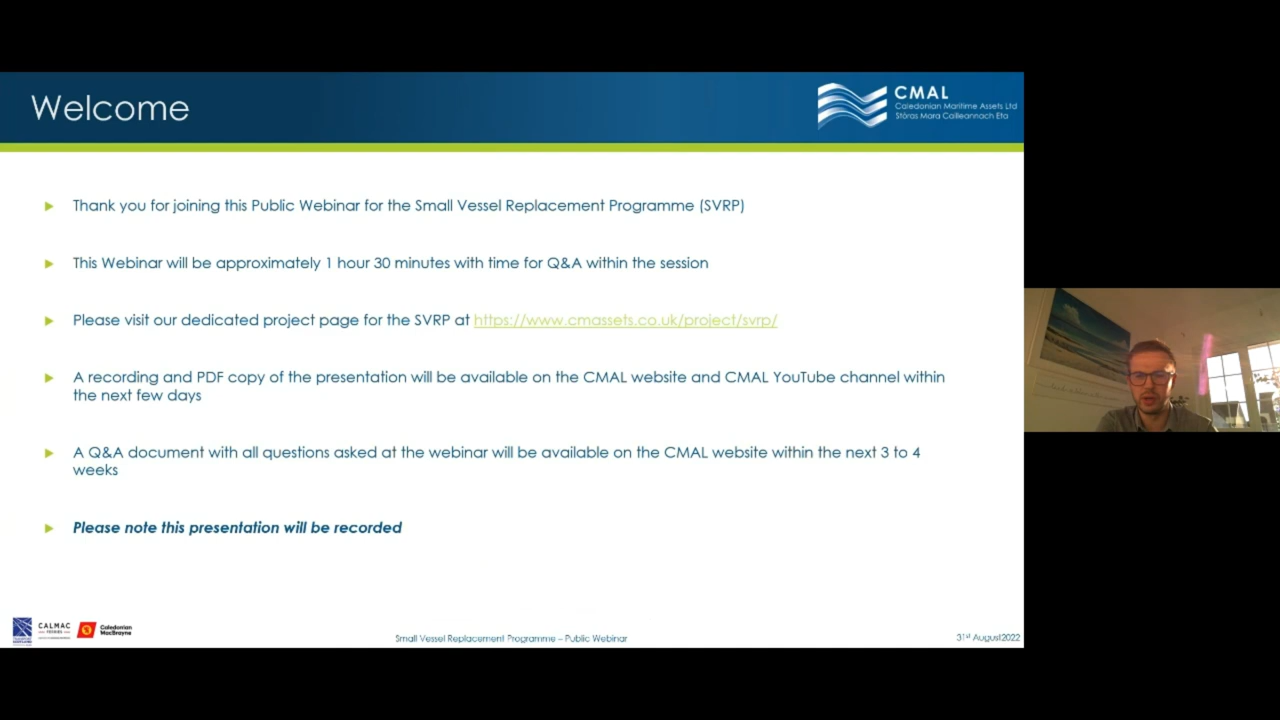 Welcome
CMAL
Caledonian Maritime Assets Ltd
Stòras Mara Cailleannach Eta
Thank you for joining this Public Webinar for the Small Vessel Replacement Programme (SVRP)
This Webinar will be approximately 1 hour 30 minutes with time for Q&A within the session
Please visit our dedicated project page for the SVRP at https://www.cmassets.co.uk/project/svrp/
A recording and PDF copy of the presentation will be available on the CMAL website and CMAL YouTube channel within
the next few days
A Q&A document with all questions asked at the webinar will be available on the CMAL website within the next 3 to 4
weeks
Please note this presentation will be recorded
CALMAC
FERRIES
Caledonian
MacBrayne
Small Vessel Replacement Programme – Public Webinar
31st August2022